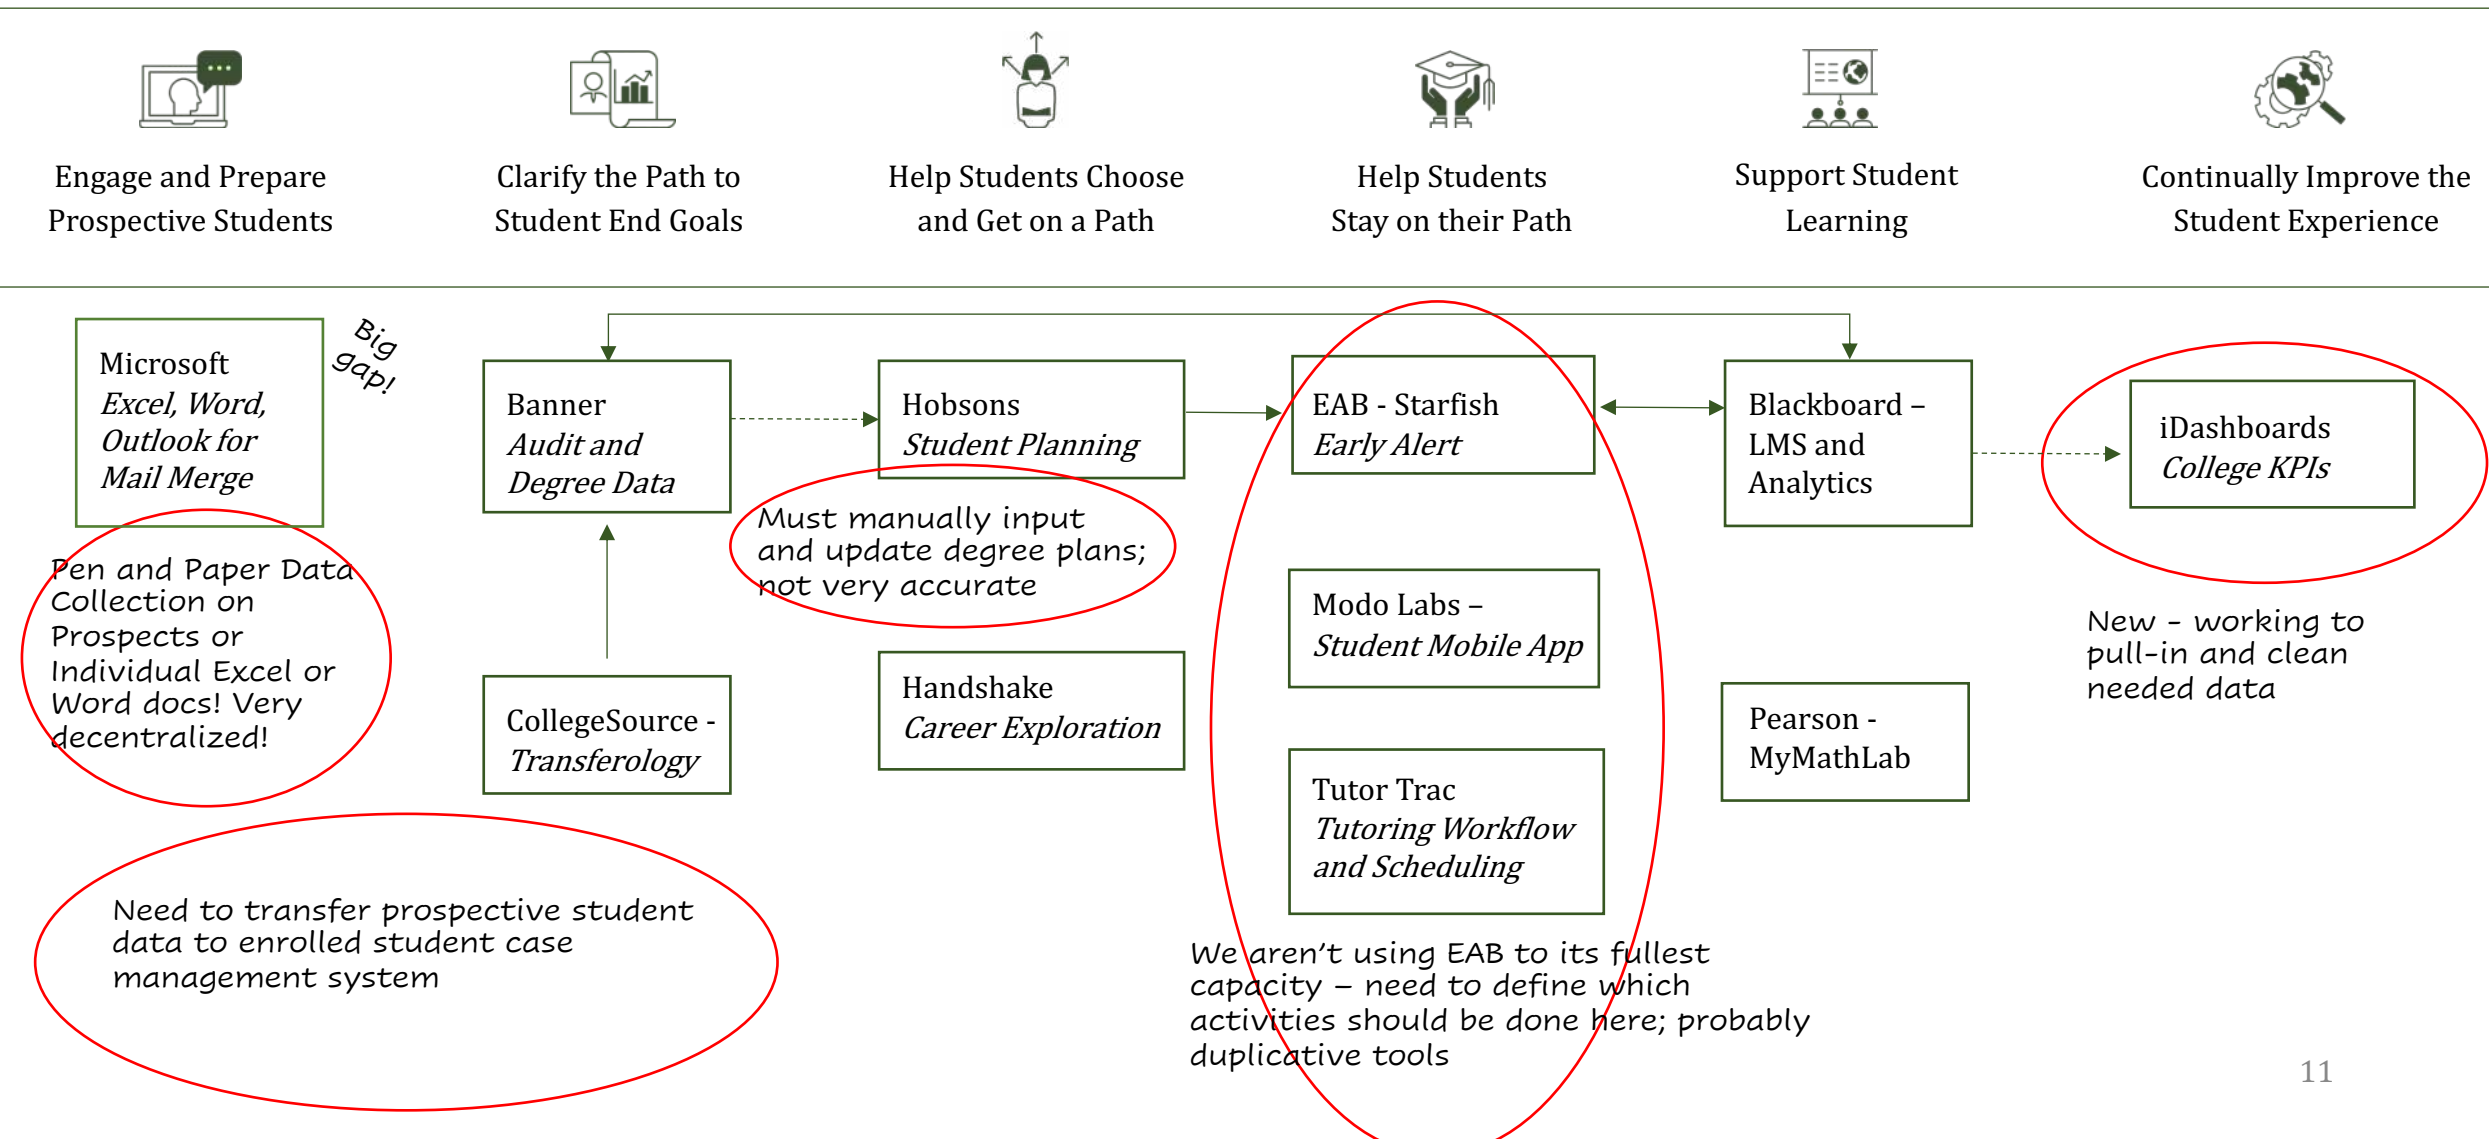 Engage and Prepare
Prospective Students
Clarify the Path to
Student End Goals
Help Students Choose
and Get on a Path
Help Students
Stay on their Path
Support Student
Learning
Continually Improve the
Student Experience
Microsoft
Excel, Word,
Outlook for
Mail Merge
Big
gap!
Pen and Paper Data
Collection on
Prospects or
Individual Excel or
Word docs! Very
decentralized!
Need to transfer prospective student
data to enrolled student case
management system
Banner
Audit and
Degree Data
CollegeSource -
Transferology
Hobsons
Student Planning
Must manually input
and update degree plans;
not very accurate
Handshake
Career Exploration
EAB - Starfish
Early Alert
Modo Labs –
Student Mobile App
Tutor Trac
Tutoring Workflow
and Scheduling
We aren’t using EAB to its fullest
capacity – need to define which
activities should be done here; probably
duplicative tools
Blackboard –
LMS and
Analytics
Pearson -
MyMathLab
iDashboards
College KPIs
New - working to
pull-in and clean
needed data
11